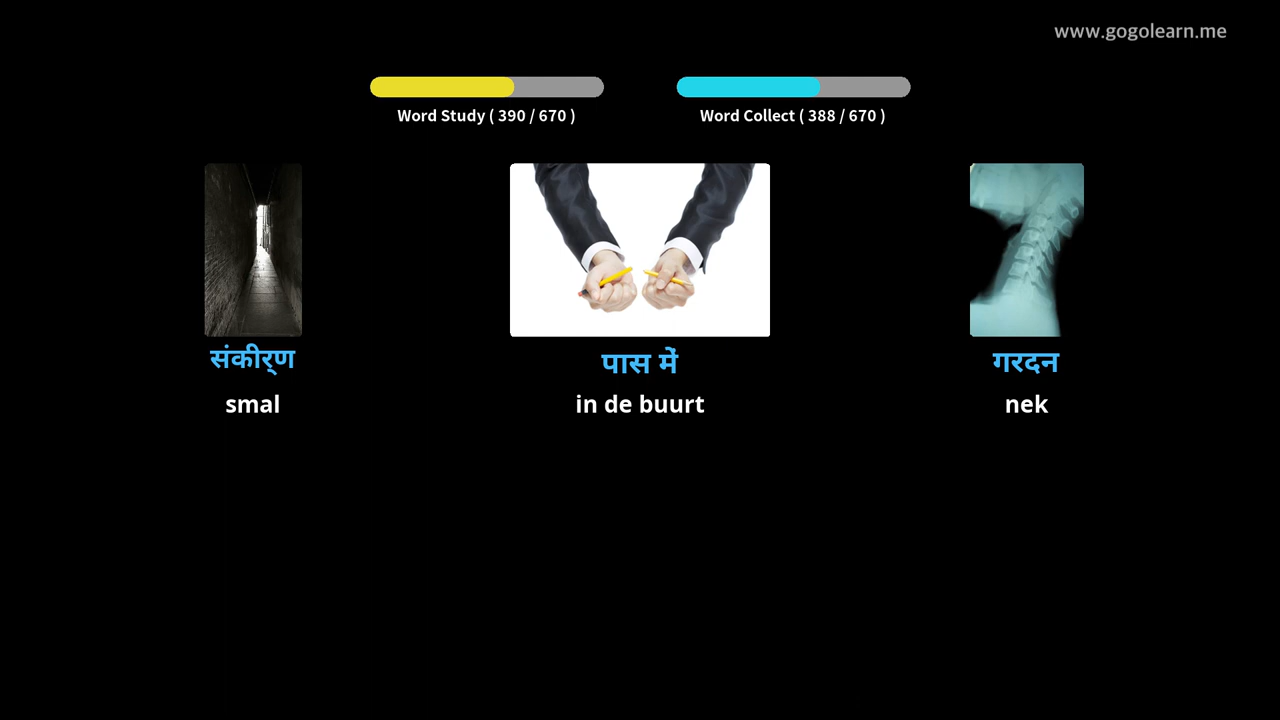 www.gogolearn.me
Word Study ( 390 / 670 )
Word Collect ( 388 / 670 )
संकीर्ण
पास में
गरदन
smal
in de buurt
nek